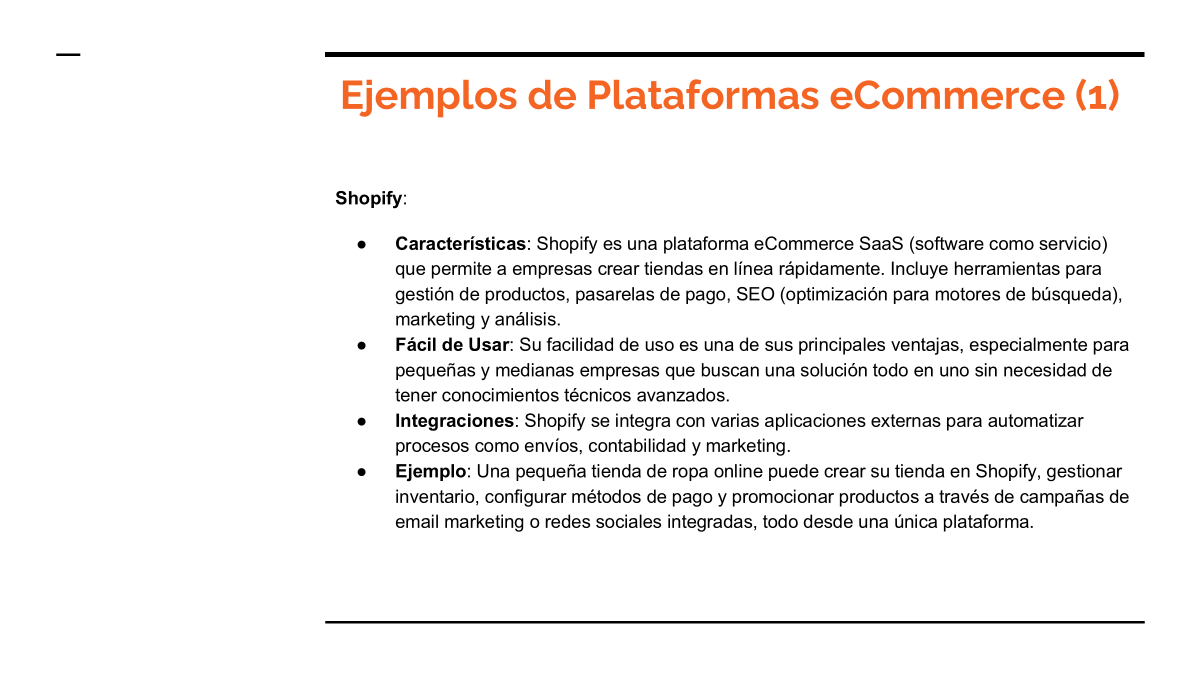 Ejemplos de Plataformas eCommerce (1)
Shopify:
● Características: Shopify es una plataforma eCommerce SaaS (software como servicio)
que permite a empresas crear tiendas en línea rápidamente. Incluye herramientas para
gestión de productos, pasarelas de pago, SEO (optimización para motores de búsqueda),
marketing y análisis.
● Fácil de Usar: Su facilidad de uso es una de sus principales ventajas, especialmente para
pequeñas y medianas empresas que buscan una solución todo en uno sin necesidad de
tener conocimientos técnicos avanzados.
● Integraciones: Shopify se integra con varias aplicaciones externas para automatizar
procesos como envíos, contabilidad y marketing.
● Ejemplo: Una pequeña tienda de ropa online puede crear su tienda en Shopify, gestionar
inventario, configurar métodos de pago y promocionar productos a través de campañas de
email marketing o redes sociales integradas, todo desde una única plataforma.